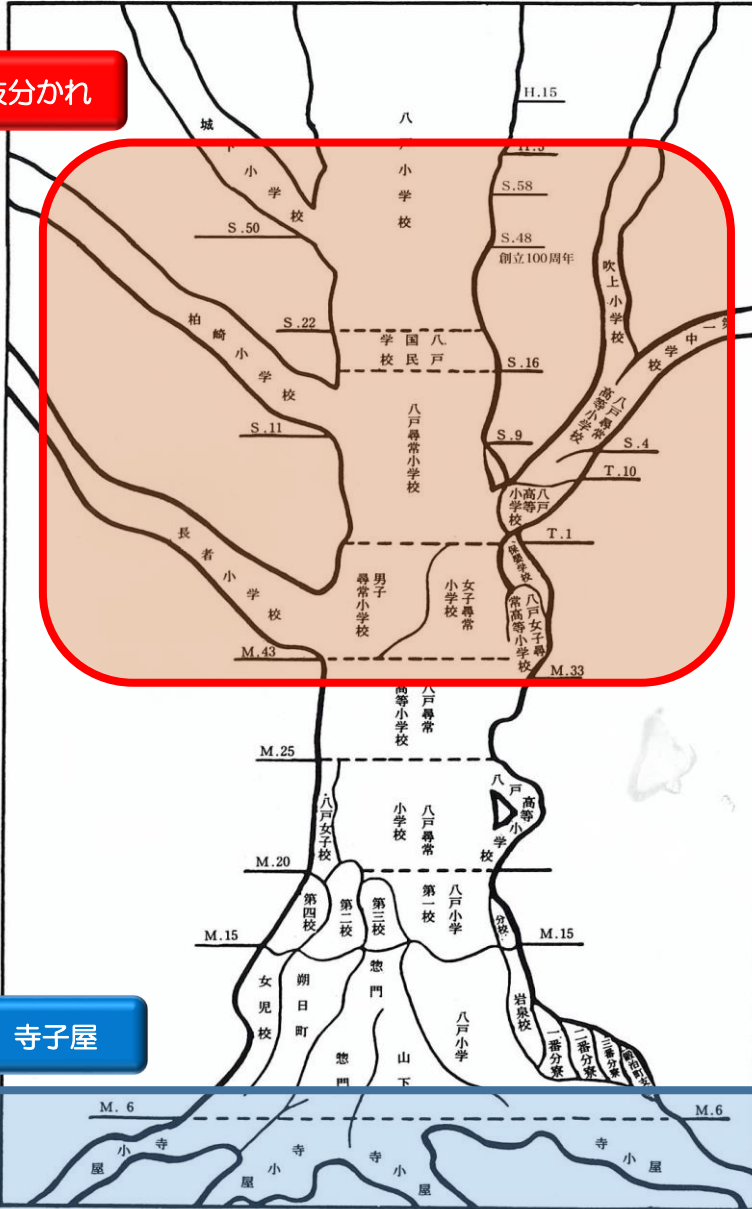 枝分かれ
H.15
八戸小学校
城下小学校
S.58
S.50
S.48
創立100周年
吹上小学校
第一中学校
柏崎小学校
S.22
八戸国民学校
S.16
八戸尋常高等小学校
S.11
八戸尋常小学校
S.9
S.4
T.10
八戸高等小学校
長者小学校
T.1
男子尋常小学校
女子尋常小学校
八戸女子尋常高等小学校
M.43
M.33
八戸尋常高等小学校
M.25
八戸高等小学校
八戸女子校
八戸尋常小学校
M.20
第四校
第二校
第三校
八戸小学第一校
分校
M.15
M.15
女児校
朔日町
惣門
八戸小学
岩泉校
一番分寮
二番分寮
三番分寮
寺子屋
惣門
山下
M.6
M.6
寺小屋
寺小屋
寺小屋
寺小屋